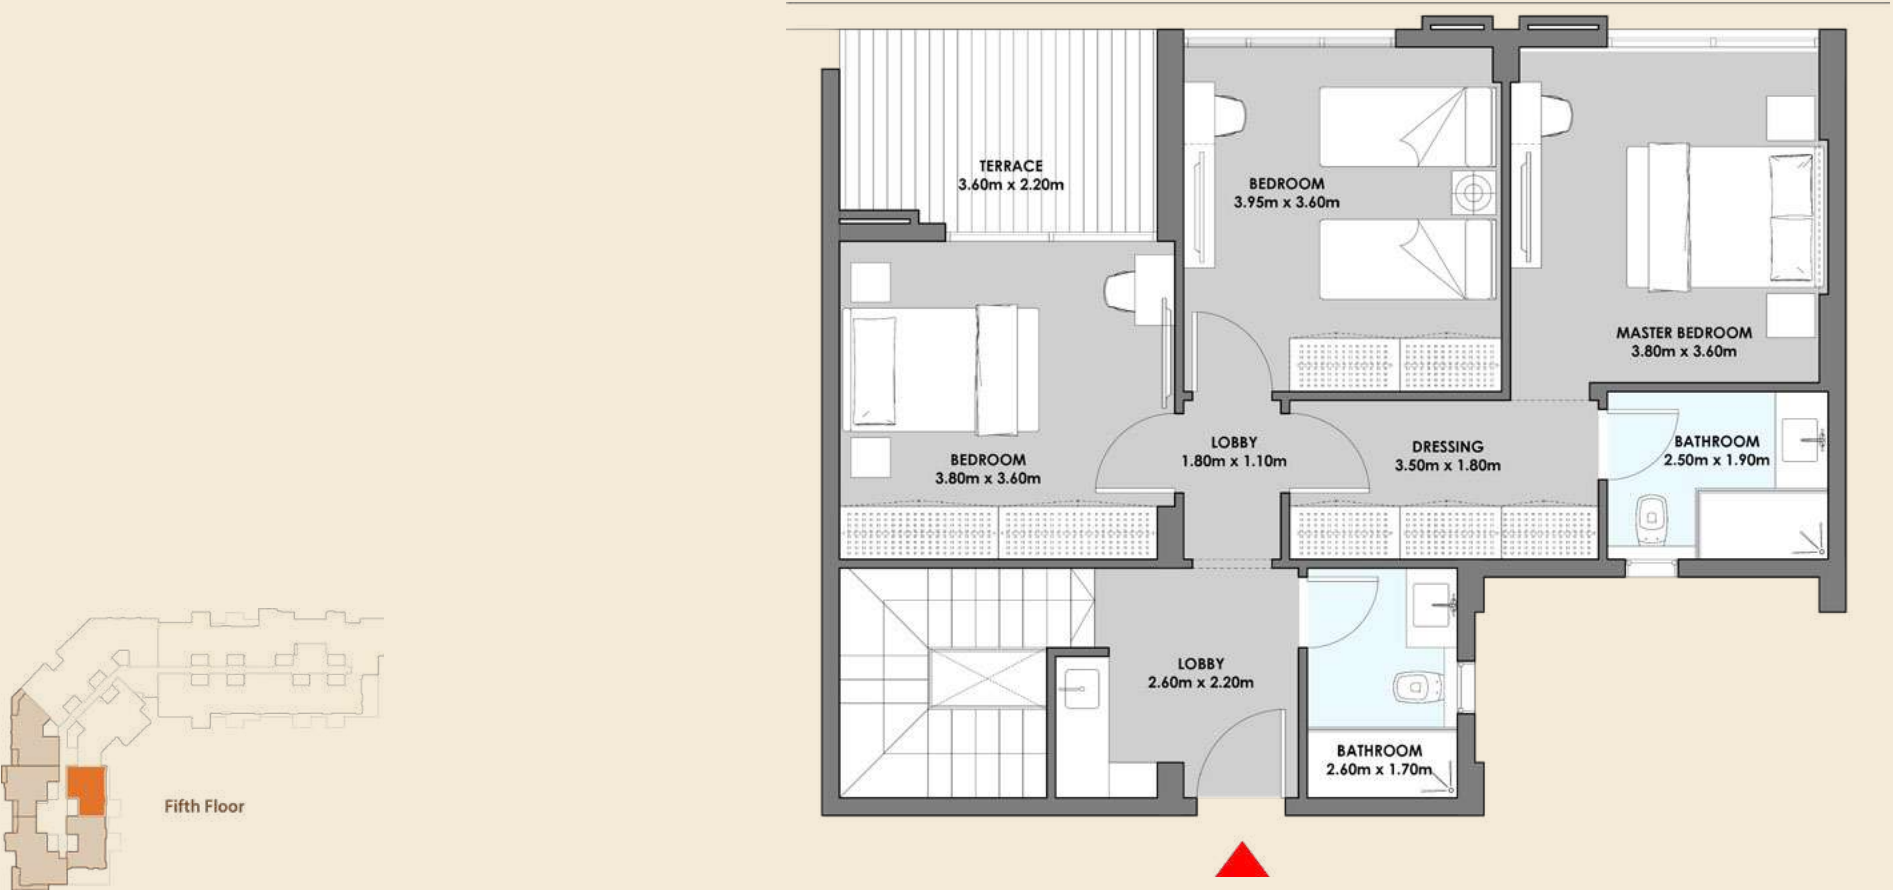 TERRACE
3.60m x 2.20m
BEDROOM
3.95m x 3.60m
MASTER BEDROOM
3.80m x 3.60m
BEDROOM
3.80m x 3.60m
LOBBY
1.80m x 1.10m
DRESSING
3.50m x 1.80m
BATHROOM
2.50m x 1.90m
LOBBY
2.60m x 2.20m
BATHROOM
2.60m x 1.70m
Fifth Floor